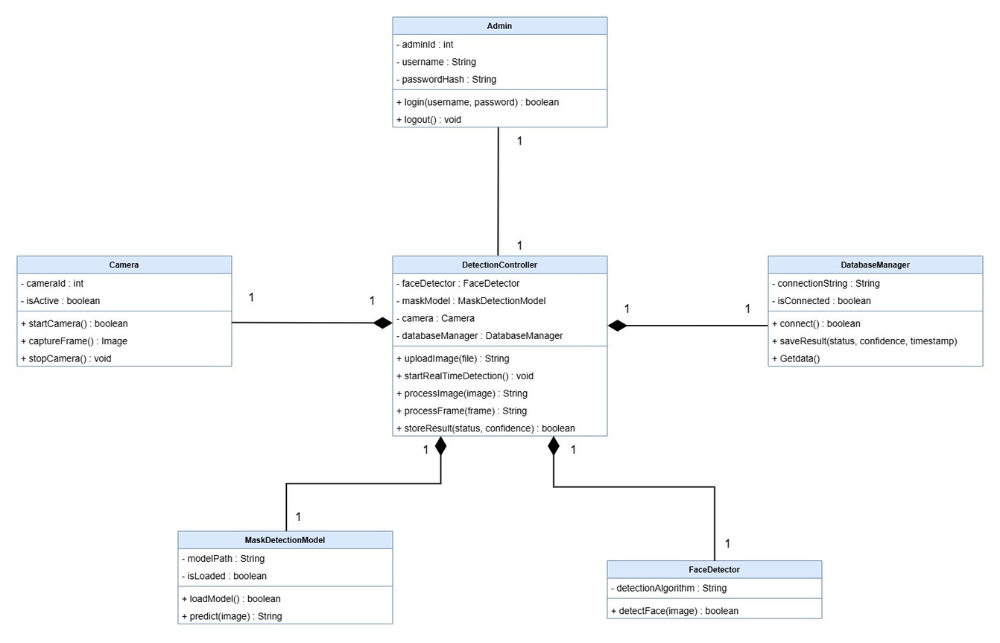 Admin
- adminId : int
- username : String
- passwordHash : String
+ login(username, password) : boolean
+ logout() : void
1
1
Camera
- cameraId : int
- isActive : boolean
+ startCamera() : boolean
+ captureFrame() : Image
+ stopCamera() : void
1
1
DetectionController
- faceDetector : FaceDetector
- maskModel : MaskDetectionModel
- camera : Camera
- databaseManager : DatabaseManager
+ uploadImage(file) : String
+ startRealTimeDetection() : void
+ processImage(image) : String
+ processFrame(frame) : String
+ storeResult(status, confidence) : boolean
1
1
DatabaseManager
- connectionString : String
- isConnected : boolean
+ connect() : boolean
+ saveResult(status, confidence, timestamp)
+ Getdata()
1
1
1
1
MaskDetectionModel
- modelPath : String
- isLoaded : boolean
+ loadModel() : boolean
+ predict(image) : String
FaceDetector
- detectionAlgorithm : String
+ detectFace(image) : boolean